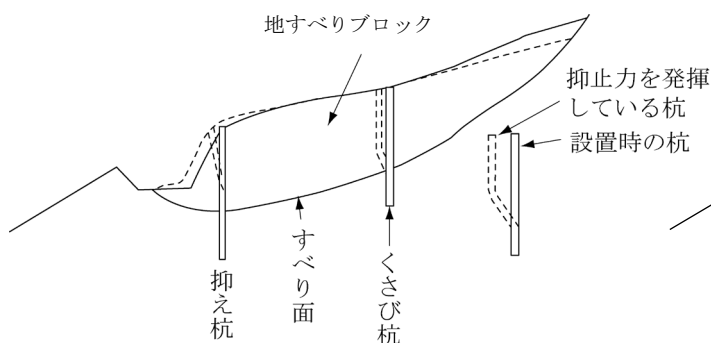 地すべりブロック
抑止力を発揮
している杭
設置時の杭
すべり面
くさび杭
抑え杭